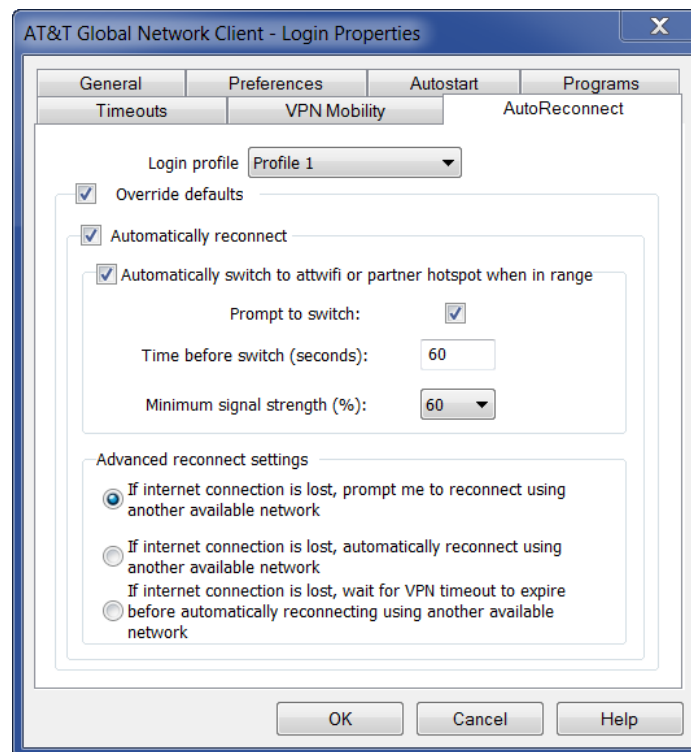 AT&T Global Network Client - Login Properties
X
General
Preferences
Autostart
Programs
Timeouts
VPN Mobility
AutoReconnect
Login profile
Profile 1
Override defaults
Automatically reconnect
Automatically switch to attwifi or partner hotspot when in range
Prompt to switch:
Time before switch (seconds):
60
Minimum signal strength (%):
60
Advanced reconnect settings
If internet connection is lost, prompt me to reconnect using
another available network
If internet connection is lost, automatically reconnect using
another available network
If internet connection is lost, wait for VPN timeout to expire
before automatically reconnecting using another available
network
OK
Cancel
Help